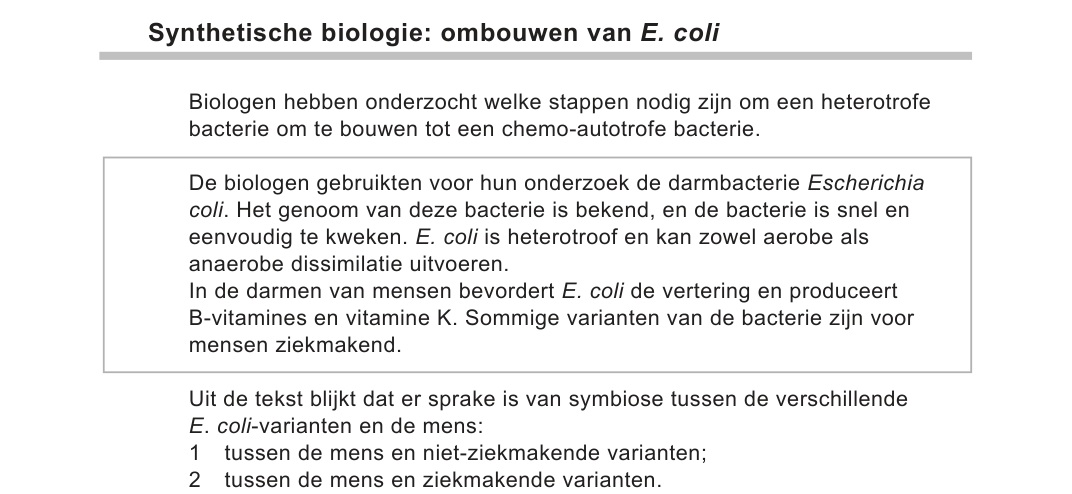 Synthetische biologie: ombouwen van E. coli
Biologen hebben onderzocht welke stappen nodig zijn om een heterotrofe
bacterie om te bouwen tot een chemo-autotrofe bacterie.
De biologen gebruikten voor hun onderzoek de darmbacterie Escherichia
coli. Het genoom van deze bacterie is bekend, en de bacterie is snel en
eenvoudig te kweken. E. coli is heterotroof en kan zowel aerobe als
anaerobe dissimilatie uitvoeren.
In de darmen van mensen bevordert E. coli de vertering en produceert
B-vitamines en vitamine K. Sommige varianten van de bacterie zijn voor
mensen ziekmakend.
Uit de tekst blijkt dat er sprake is van symbiose tussen de verschillende
E. coli-varianten en de mens:
1 tussen de mens en niet-ziekmakende varianten;
2 tussen de mens en ziekmakende varianten.